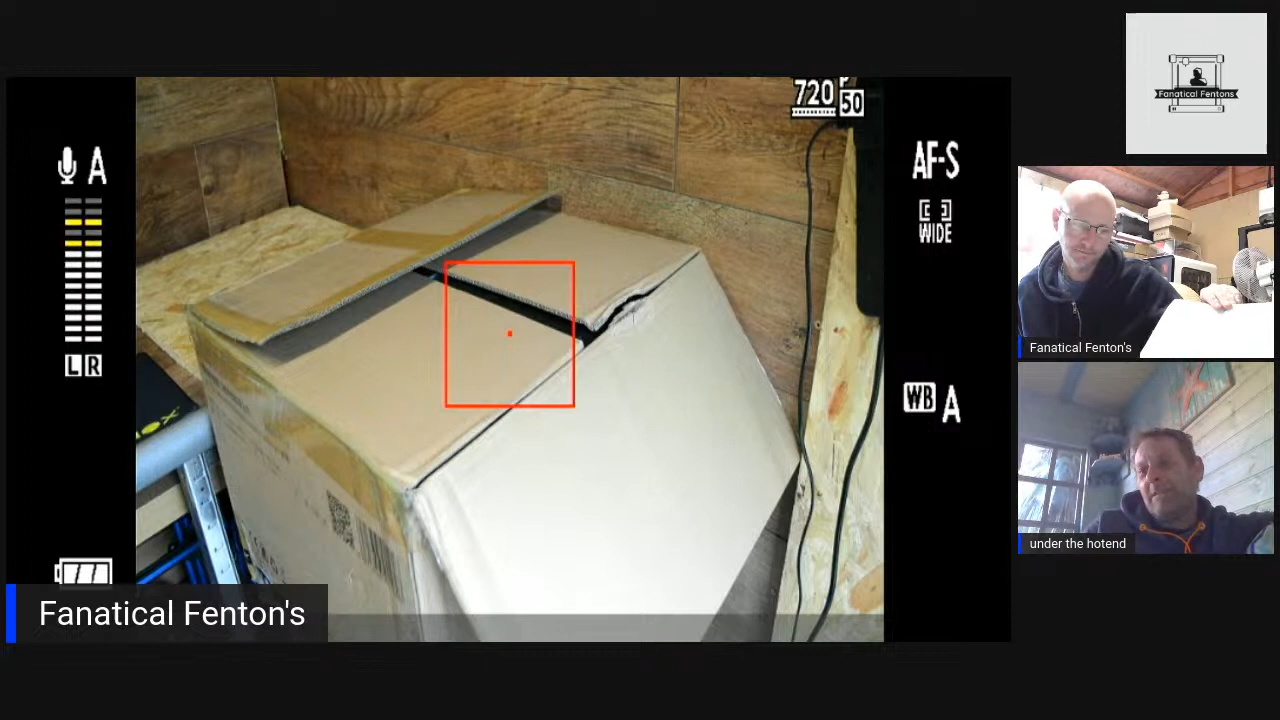 Fanatical Fentons
720 P
50
A
AF-S
WIDE
WB A
L R
Fanatical Fenton's
Fanatical Fenton's
under the hotend